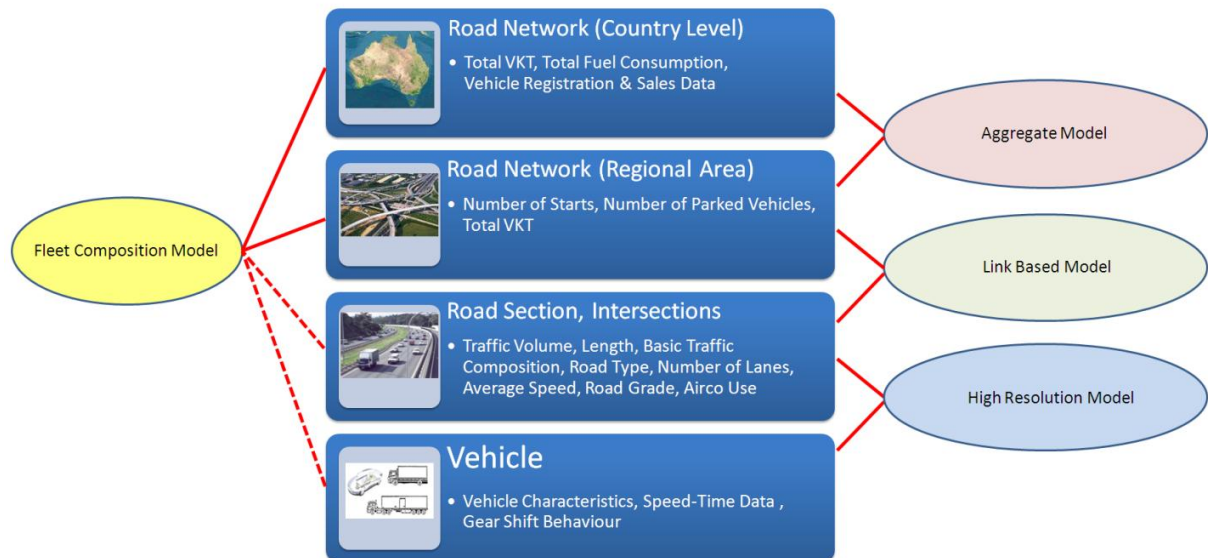 Fleet Composition Model
Road Network (Country Level)
• Total VKT, Total Fuel Consumption,
Vehicle Registration & Sales Data
Road Network (Regional Area)
• Number of Starts, Number of Parked Vehicles,
Total VKT
Road Section, Intersections
• Traffic Volume, Length, Basic Traffic
Composition, Road Type, Number of Lanes,
Average Speed, Road Grade, Airco Use
Vehicle
• Vehicle Characteristics, Speed-Time Data ,
Gear Shift Behaviour
Aggregate Model
Link Based Model
High Resolution Model